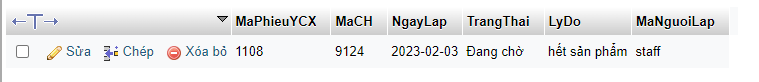 MaPhieuYCX MaCH NgayLap TrangThai LyDo MaNguoiLap
Sửa Chép Xóa bỏ 1108 9124 2023-02-03 Đang chờ hết sản phẩm staff